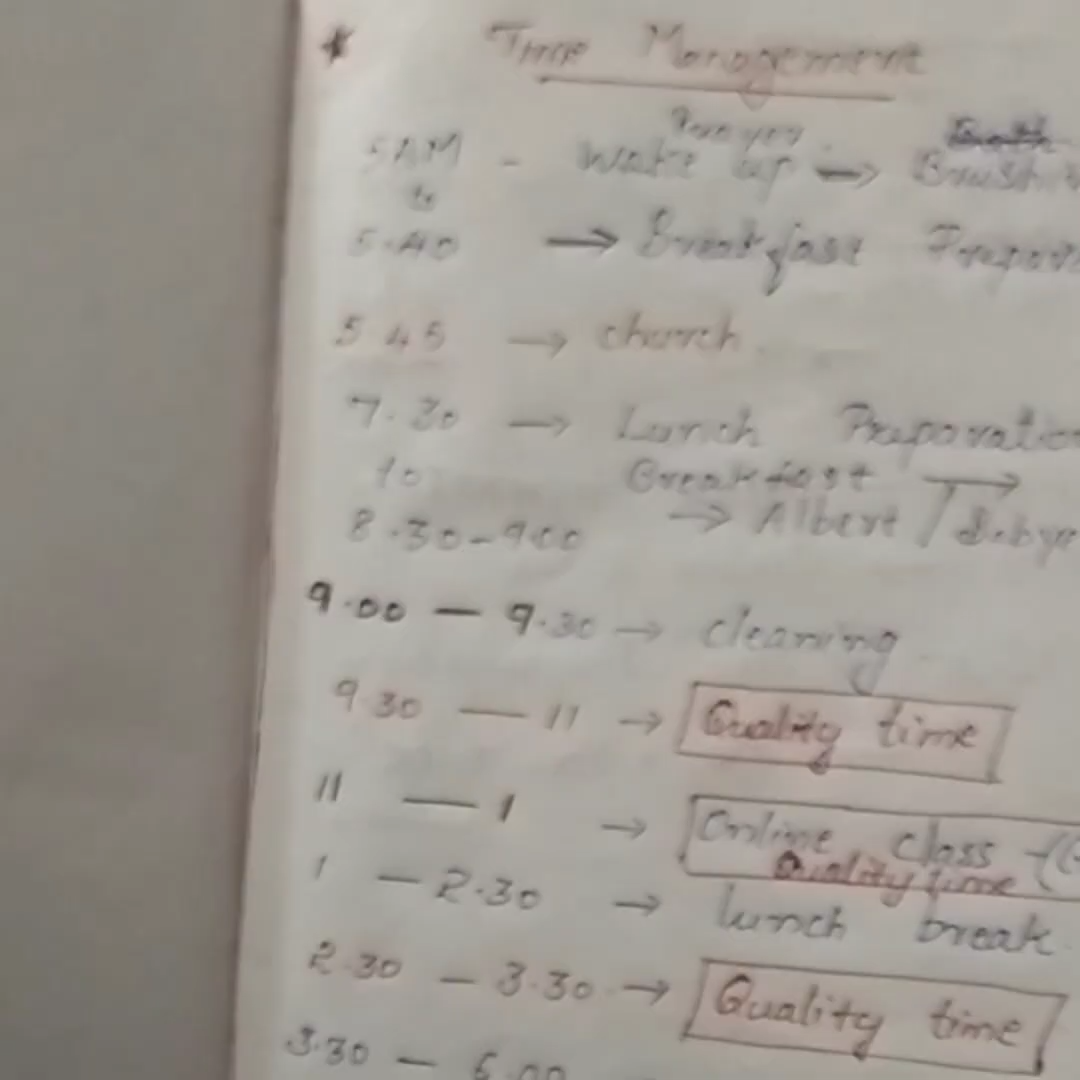 * Time Management
Prayer
5 AM - Wake up → Brush
to
5.40 → Breakfast
5 45 → church
7.30 → Lunch Preparation
to Breakfast →
8.30-9.00 → Albert /
9.00 — 9.30 → cleaning
9.30 — 11 → Quality time
11 — 1 → Online class
Quality time
1 — 2.30 → lunch break
2.30 — 3.30 → Quality time
3.30 —